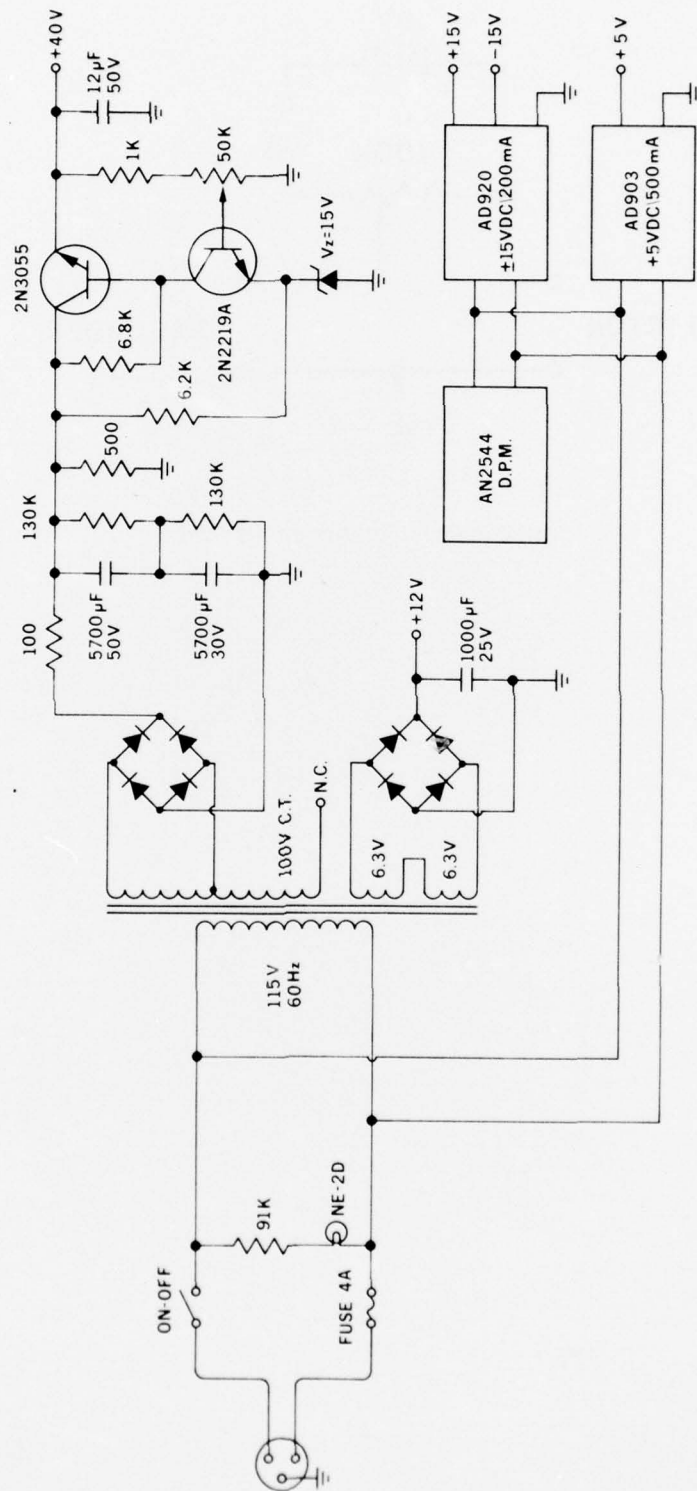 ON-OFF
91K
NE-2D
FUSE 4A
115V
60Hz
100V C.T.
N.C.
6.3V
6.3V
100
5700µF
50V
5700µF
30V
130K
130K
500
6.8K
6.2K
2N3055
2N2219A
Vz=15V
1K
50K
12µF
50V
+40V
+12V
1000µF
25V
AN2544
D.P.M.
AD920
±15VDC\200mA
+15V
-15V
AD903
+5VDC\500mA
+5V